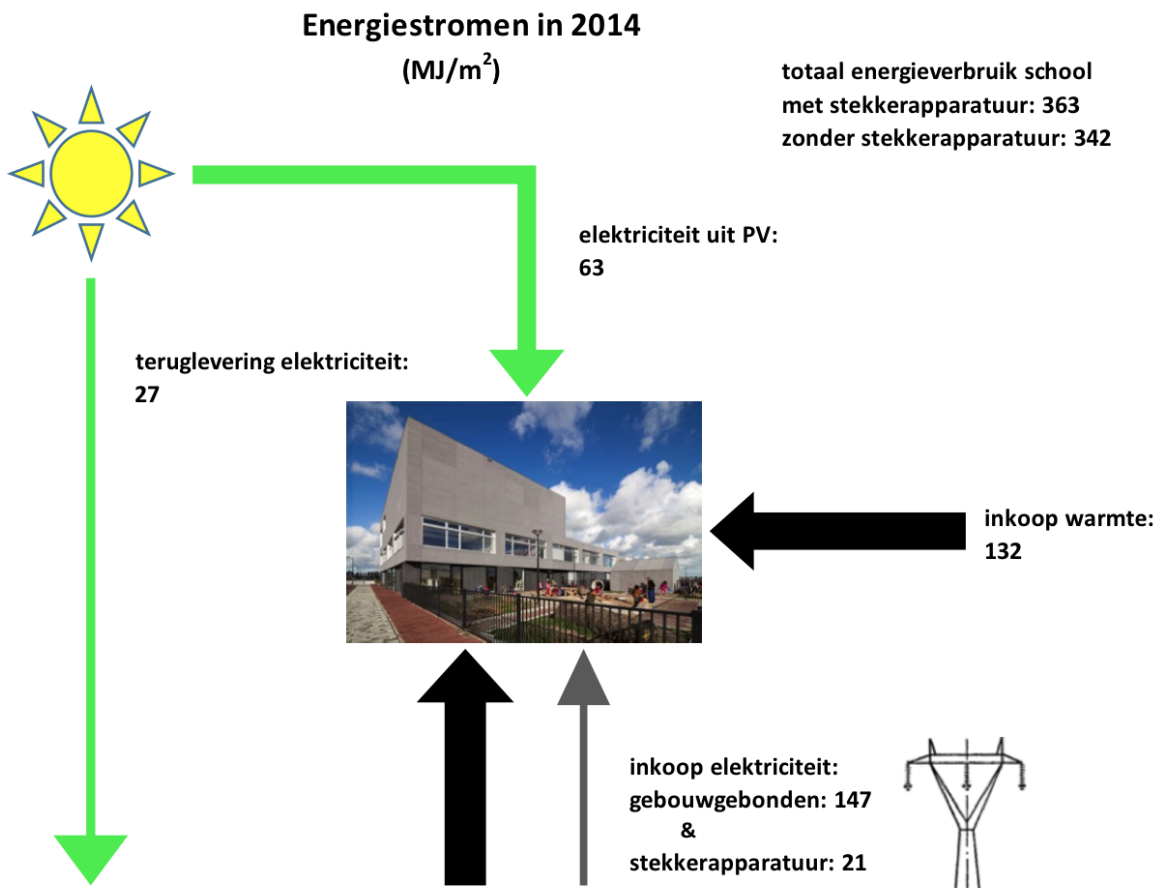 Energiestromen in 2014
(MJ/m²)
totaal energieverbruik school
met stekkerapparatuur: 363
zonder stekkerapparatuur: 342
elektriciteit uit PV:
63
teruglevering elektriciteit:
27
inkoop warmte:
132
inkoop elektriciteit:
gebouwgebonden: 147
&
stekkerapparatuur: 21